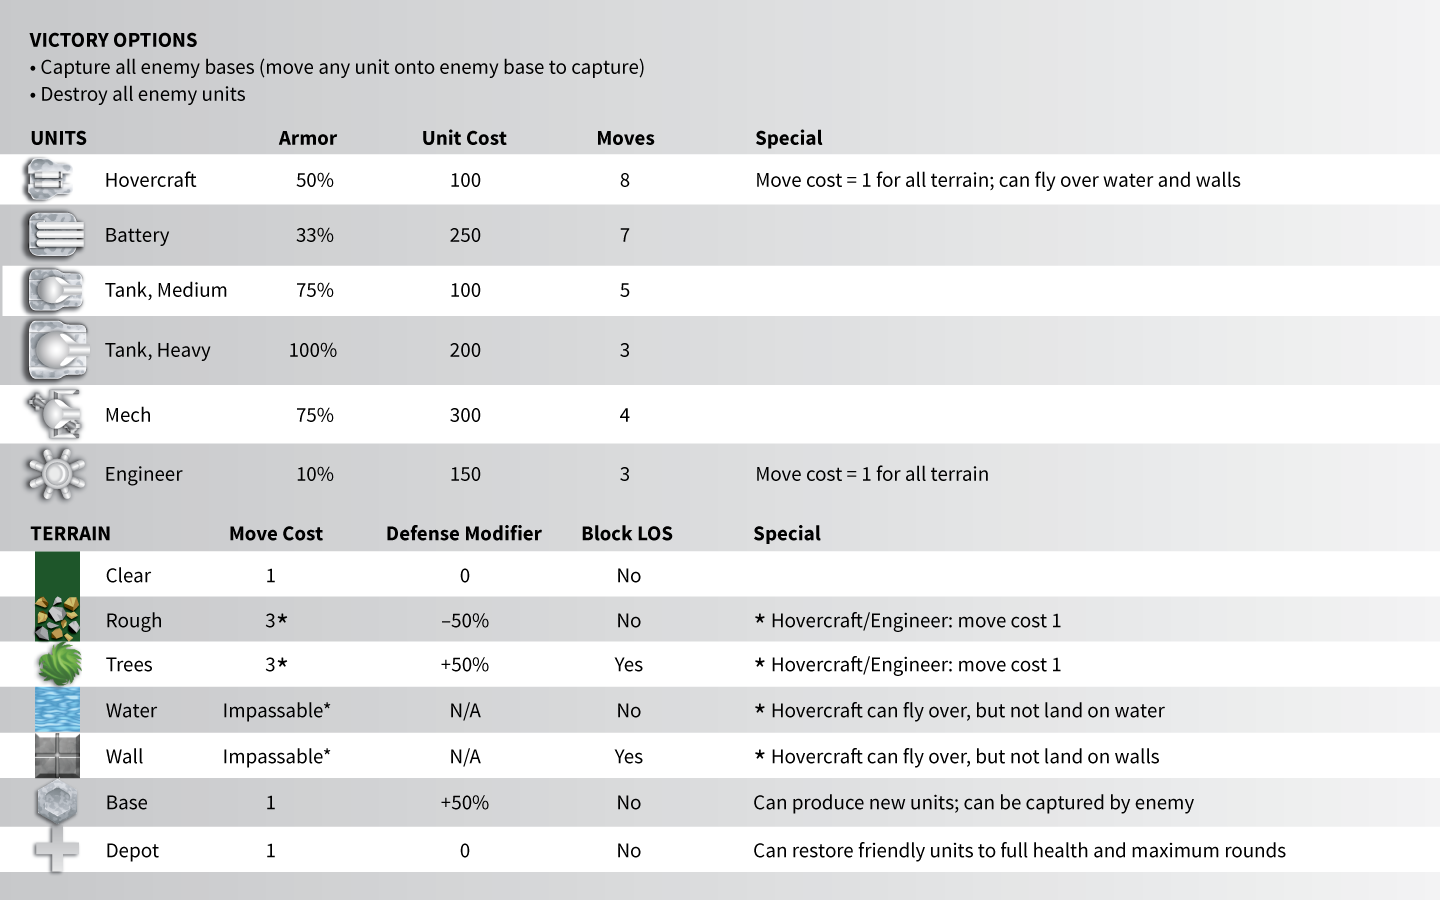 VICTORY OPTIONS
• Capture all enemy bases (move any unit onto enemy base to capture)
• Destroy all enemy units
UNITS Armor Unit Cost Moves Special
Hovercraft 50% 100 8 Move cost = 1 for all terrain; can fly over water and walls
Battery 33% 250 7
Tank, Medium 75% 100 5
Tank, Heavy 100% 200 3
Mech 75% 300 4
Engineer 10% 150 3 Move cost = 1 for all terrain
TERRAIN Move Cost Defense Modifier Block LOS Special
Clear 1 0 No
Rough 3* –50% No * Hovercraft/Engineer: move cost 1
Trees 3* +50% Yes * Hovercraft/Engineer: move cost 1
Water Impassable* N/A No * Hovercraft can fly over, but not land on water
Wall Impassable* N/A Yes * Hovercraft can fly over, but not land on walls
Base 1 +50% No Can produce new units; can be captured by enemy
Depot 1 0 No Can restore friendly units to full health and maximum rounds